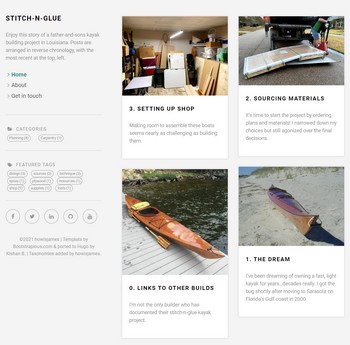 STITCH-N-GLUE
Enjoy this story of a father-and-sons kayak
building project in Louisiana. Posts are
arranged in reverse chronology, with the
most recent at the top, left.
Home
About
Get in touch
CATEGORIES
Planning (4)
FEATURED TAGS
©2021 howsinjames / Template by
Bootstrapious.com & ported to Hugo by
Kishan B. / Taxonomies added by howsinjames.
3. SETTING UP SHOP
Making room to assemble these boats
seems nearly as challenging as building
them.
0. LINKS TO OTHER BUILDS
I'm not the only builder who has
documented their stitch-n-glue kayak
project.
2. SOURCING MATERIALS
It's time to start the project by ordering
plans and materials! I narrowed down my
choices but still agonized over the final
decisions.
1. THE DREAM
I've been dreaming of owning a fast, light
kayak for years...decades really. I got the
bug shortly after moving to Sarasota on
Florida's Gulf coast in 2000.